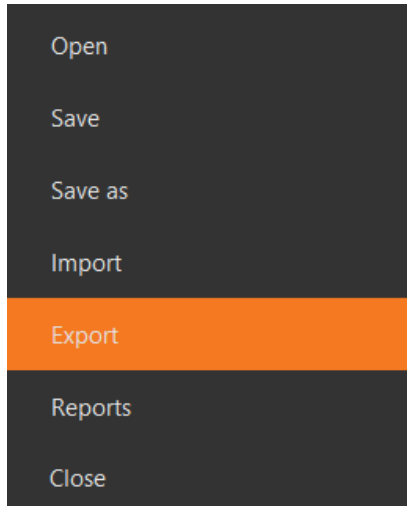 Open
Save
Save as
Import
Export
Reports
Close